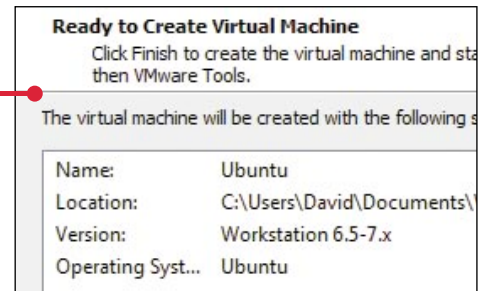 Ready to Create Virtual Machine
Click Finish to create the virtual machine and
then VMware Tools.
The virtual machine will be created with the following
Name: Ubuntu
Location: C:\Users\David\Documents\
Version: Workstation 6.5-7.x
Operating Syst... Ubuntu